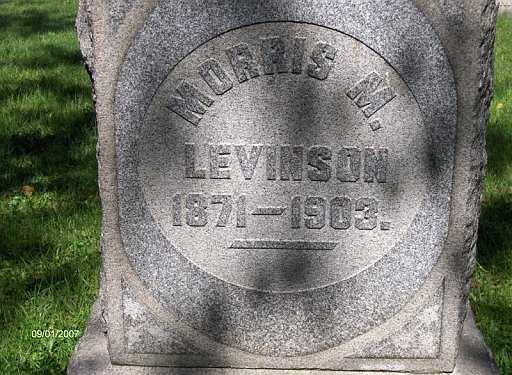 MORRIS M.
LEVINSON
1871—1903.
09/01/2007